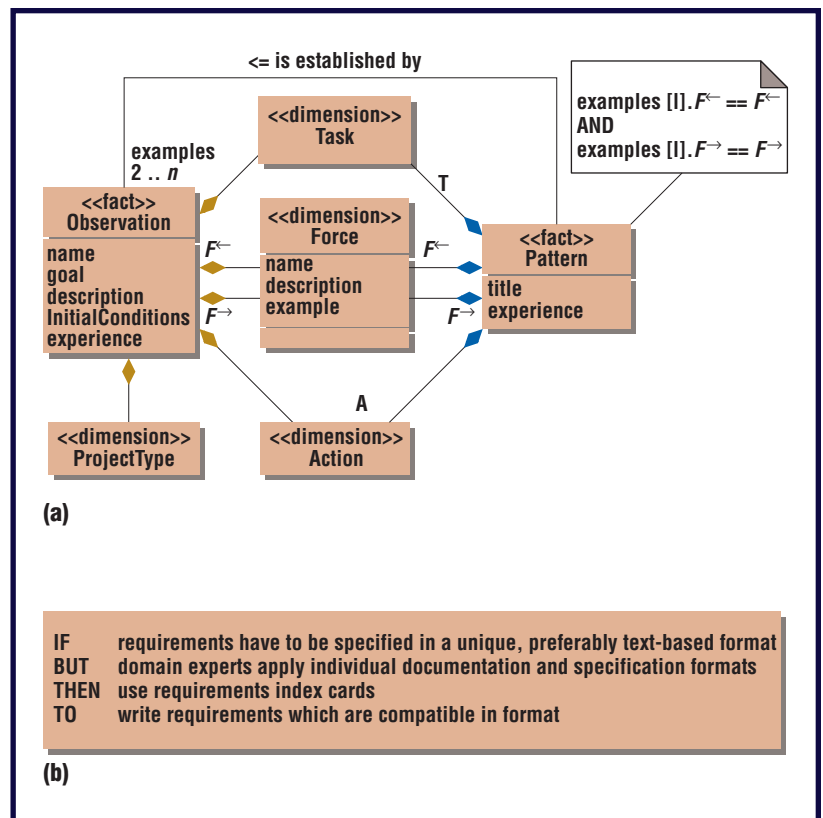 <= is established by
examples [I].F← == F←
AND
examples [I].F→ == F→
<<dimension>>
Task
examples
2 .. n
T
<<fact>>
Observation
name
goal
description
InitialConditions
experience
F←
F→
<<dimension>>
Force
name
description
example
F←
F→
<<fact>>
Pattern
title
experience
A
<<dimension>>
ProjectType
<<dimension>>
Action
(a)
IF requirements have to be specified in a unique, preferably text-based format
BUT domain experts apply individual documentation and specification formats
THEN use requirements index cards
TO write requirements which are compatible in format
(b)